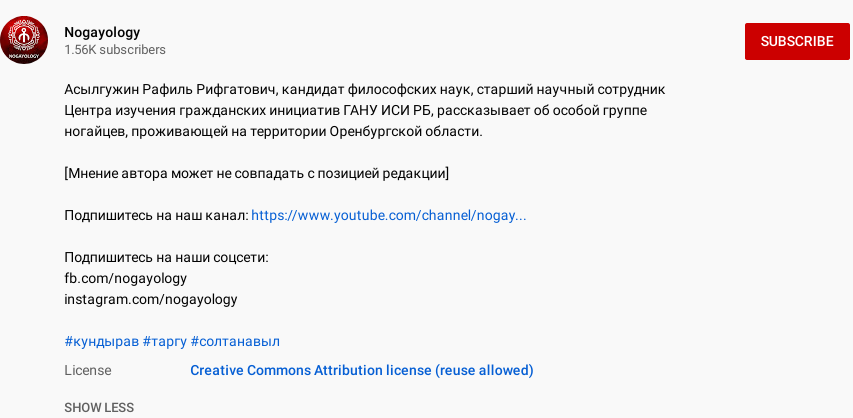 Nogayology
1.56K subscribers
SUBSCRIBE
NOGAYOLOGY
Асылгужин Рафиль Рифгатович, кандидат философских наук, старший научный сотрудник
Центра изучения гражданских инициатив ГАНУ ИСИ РБ, рассказывает об особой группе
ногайцев, проживающей на территории Оренбургской области.
[Мнение автора может не совпадать с позицией редакции]
Подпишитесь на наш канал: https://www.youtube.com/channel/nogay...
Подпишитесь на наши соцсети:
fb.com/nogayology
instagram.com/nogayology
#кундырав #таргу #солтанавыл
License Creative Commons Attribution license (reuse allowed)
SHOW LESS